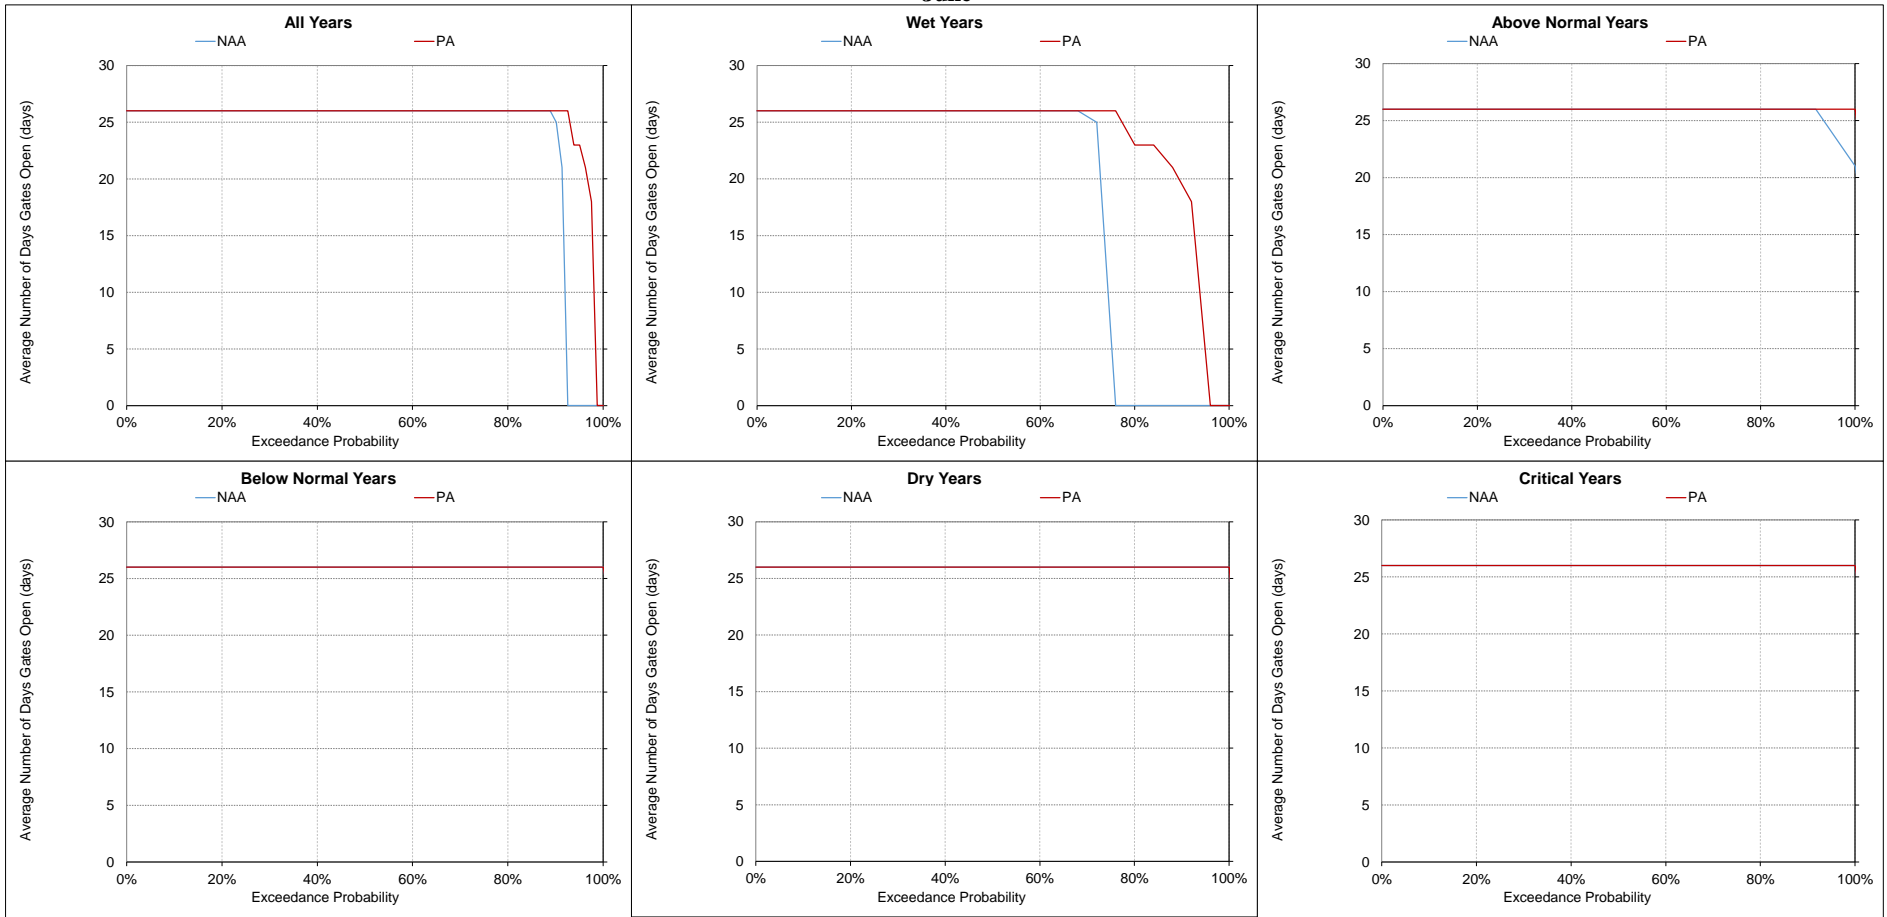 All Years
NAA PA
Average Number of Days Gates Open (days)
30
25
20
15
10
5
0
0% 20% 40% 60% 80% 100%
Exceedance Probability
Wet Years
NAA PA
Average Number of Days Gates Open (days)
30
25
20
15
10
5
0
0% 20% 40% 60% 80% 100%
Exceedance Probability
Above Normal Years
NAA PA
Average Number of Days Gates Open (days)
30
25
20
15
10
5
0
0% 20% 40% 60% 80% 100%
Exceedance Probability
Below Normal Years
NAA PA
Average Number of Days Gates Open (days)
30
25
20
15
10
5
0
0% 20% 40% 60% 80% 100%
Exceedance Probability
Dry Years
NAA PA
Average Number of Days Gates Open (days)
30
25
20
15
10
5
0
0% 20% 40% 60% 80% 100%
Exceedance Probability
Critical Years
NAA PA
Average Number of Days Gates Open (days)
30
25
20
15
10
5
0
0% 20% 40% 60% 80% 100%
Exceedance Probability